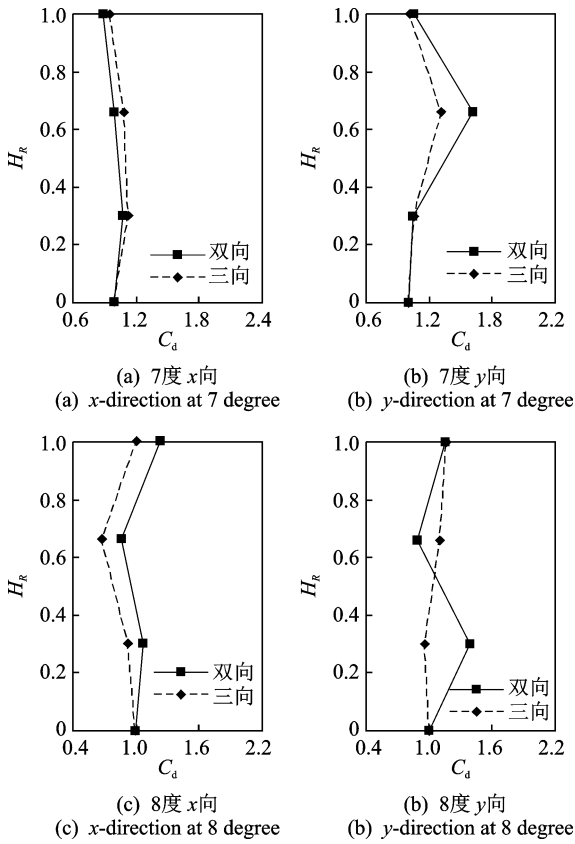 1.0
0.8
0.6
0.4
0.2
0
H_R
0.6 1.2 1.8 2.4
C_d
双向
三向
(a) 7度 x向
(a) x-direction at 7 degree
1.0
0.8
0.6
0.4
0.2
0
H_R
0.6 1.2 1.8 2.2
C_d
双向
三向
(b) 7度 y向
(b) y-direction at 7 degree
1.0
0.8
0.6
0.4
0.2
0
H_R
0.4 1.0 1.6 2.2
C_d
双向
三向
(c) 8度 x向
(c) x-direction at 8 degree
1.0
0.8
0.6
0.4
0.2
0
H_R
0.4 1.0 1.6 2.2
C_d
双向
三向
(b) 8度 y向
(b) y-direction at 8 degree